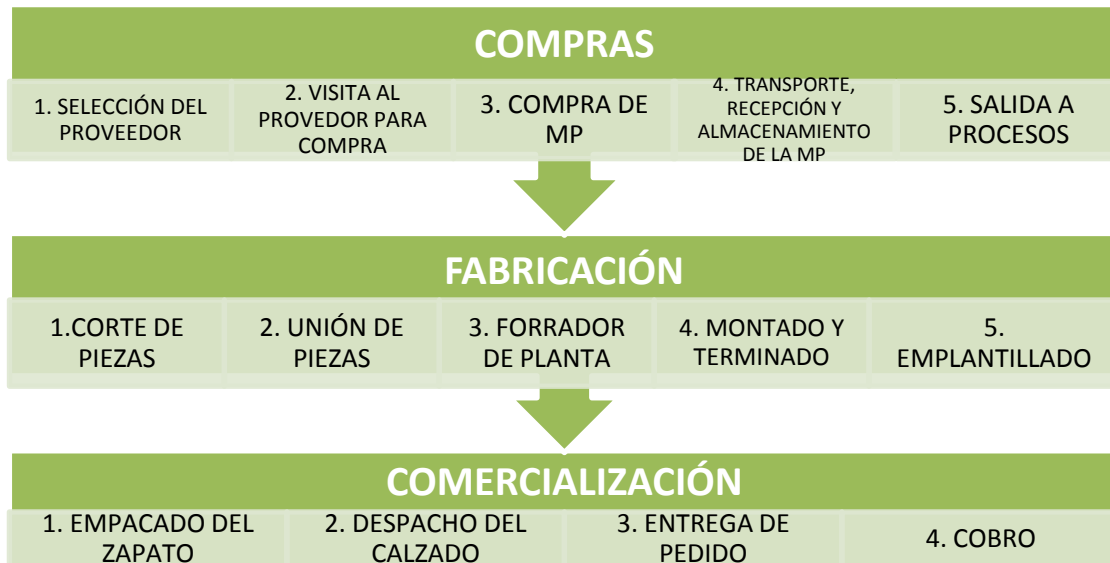 COMPRAS
1. SELECCIÓN DEL
PROVEEDOR
2. VISITA AL
PROVEDOR PARA
COMPRA
3. COMPRA DE
MP
4. TRANSPORTE,
RECEPCIÓN Y
ALMACENAMIENTO
DE LA MP
5. SALIDA A
PROCESOS
FABRICACIÓN
1.CORTE DE
PIEZAS
2. UNIÓN DE
PIEZAS
3. FORRADOR
DE PLANTA
4. MONTADO Y
TERMINADO
5.
EMPLANTILLADO
COMERCIALIZACIÓN
1. EMPACADO DEL
ZAPATO
2. DESPACHO DEL
CALZADO
3. ENTREGA DE
PEDIDO
4. COBRO